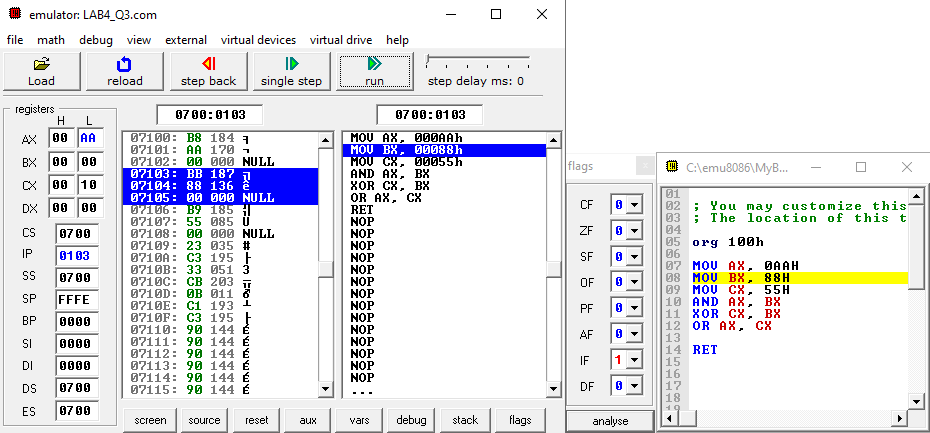 emulator: LAB4_Q3.com
file math debug view external virtual devices virtual drive help
Load reload step back single step run step delay ms: 0
registers
H L
AX 00 AA
BX 00 00
CX 00 10
DX 00 00
CS 0700
IP 0103
SS 0700
SP FFFE
BP 0000
SI 0000
DI 0000
DS 0700
ES 0700
0700:0103
07100: B8 184 ╕
07101: AA 170 ¬
07102: 00 000 NULL
07103: BB 187 ╗
07104: 88 136 ê
07105: 00 000 NULL
07106: B9 185 ╣
07107: 55 085 U
07108: 00 000 NULL
07109: 23 035 #
0710A: C3 195 ├
0710B: 33 051 3
0710C: CB 203 ╦
0710D: 0B 011 ♂
0710E: C1 193 ┴
0710F: C3 195 ├
07110: 90 144 É
07111: 90 144 É
07112: 90 144 É
07113: 90 144 É
07114: 90 144 É
07115: 90 144 É
0700:0103
MOV AX, 000AAh
MOV BX, 00088h
MOV CX, 00055h
AND AX, BX
XOR CX, BX
OR AX, CX
RET
NOP
NOP
NOP
NOP
NOP
NOP
NOP
NOP
NOP
NOP
NOP
NOP
NOP
NOP
...
screen source reset aux vars debug stack flags
flags
CF 0
ZF 0
SF 0
OF 0
PF 0
AF 0
IF 1
DF 0
analyse
C:\emu8086\MyB...
01
02 ; You may customize this
03 ; The location of this t
04
05 org 100h
06
07 MOV AX, 0AAH
08 MOV BX, 88H
09 MOV CX, 55H
10 AND AX, BX
11 XOR CX, BX
12 OR AX, CX
13
14 RET
15
16
17
18